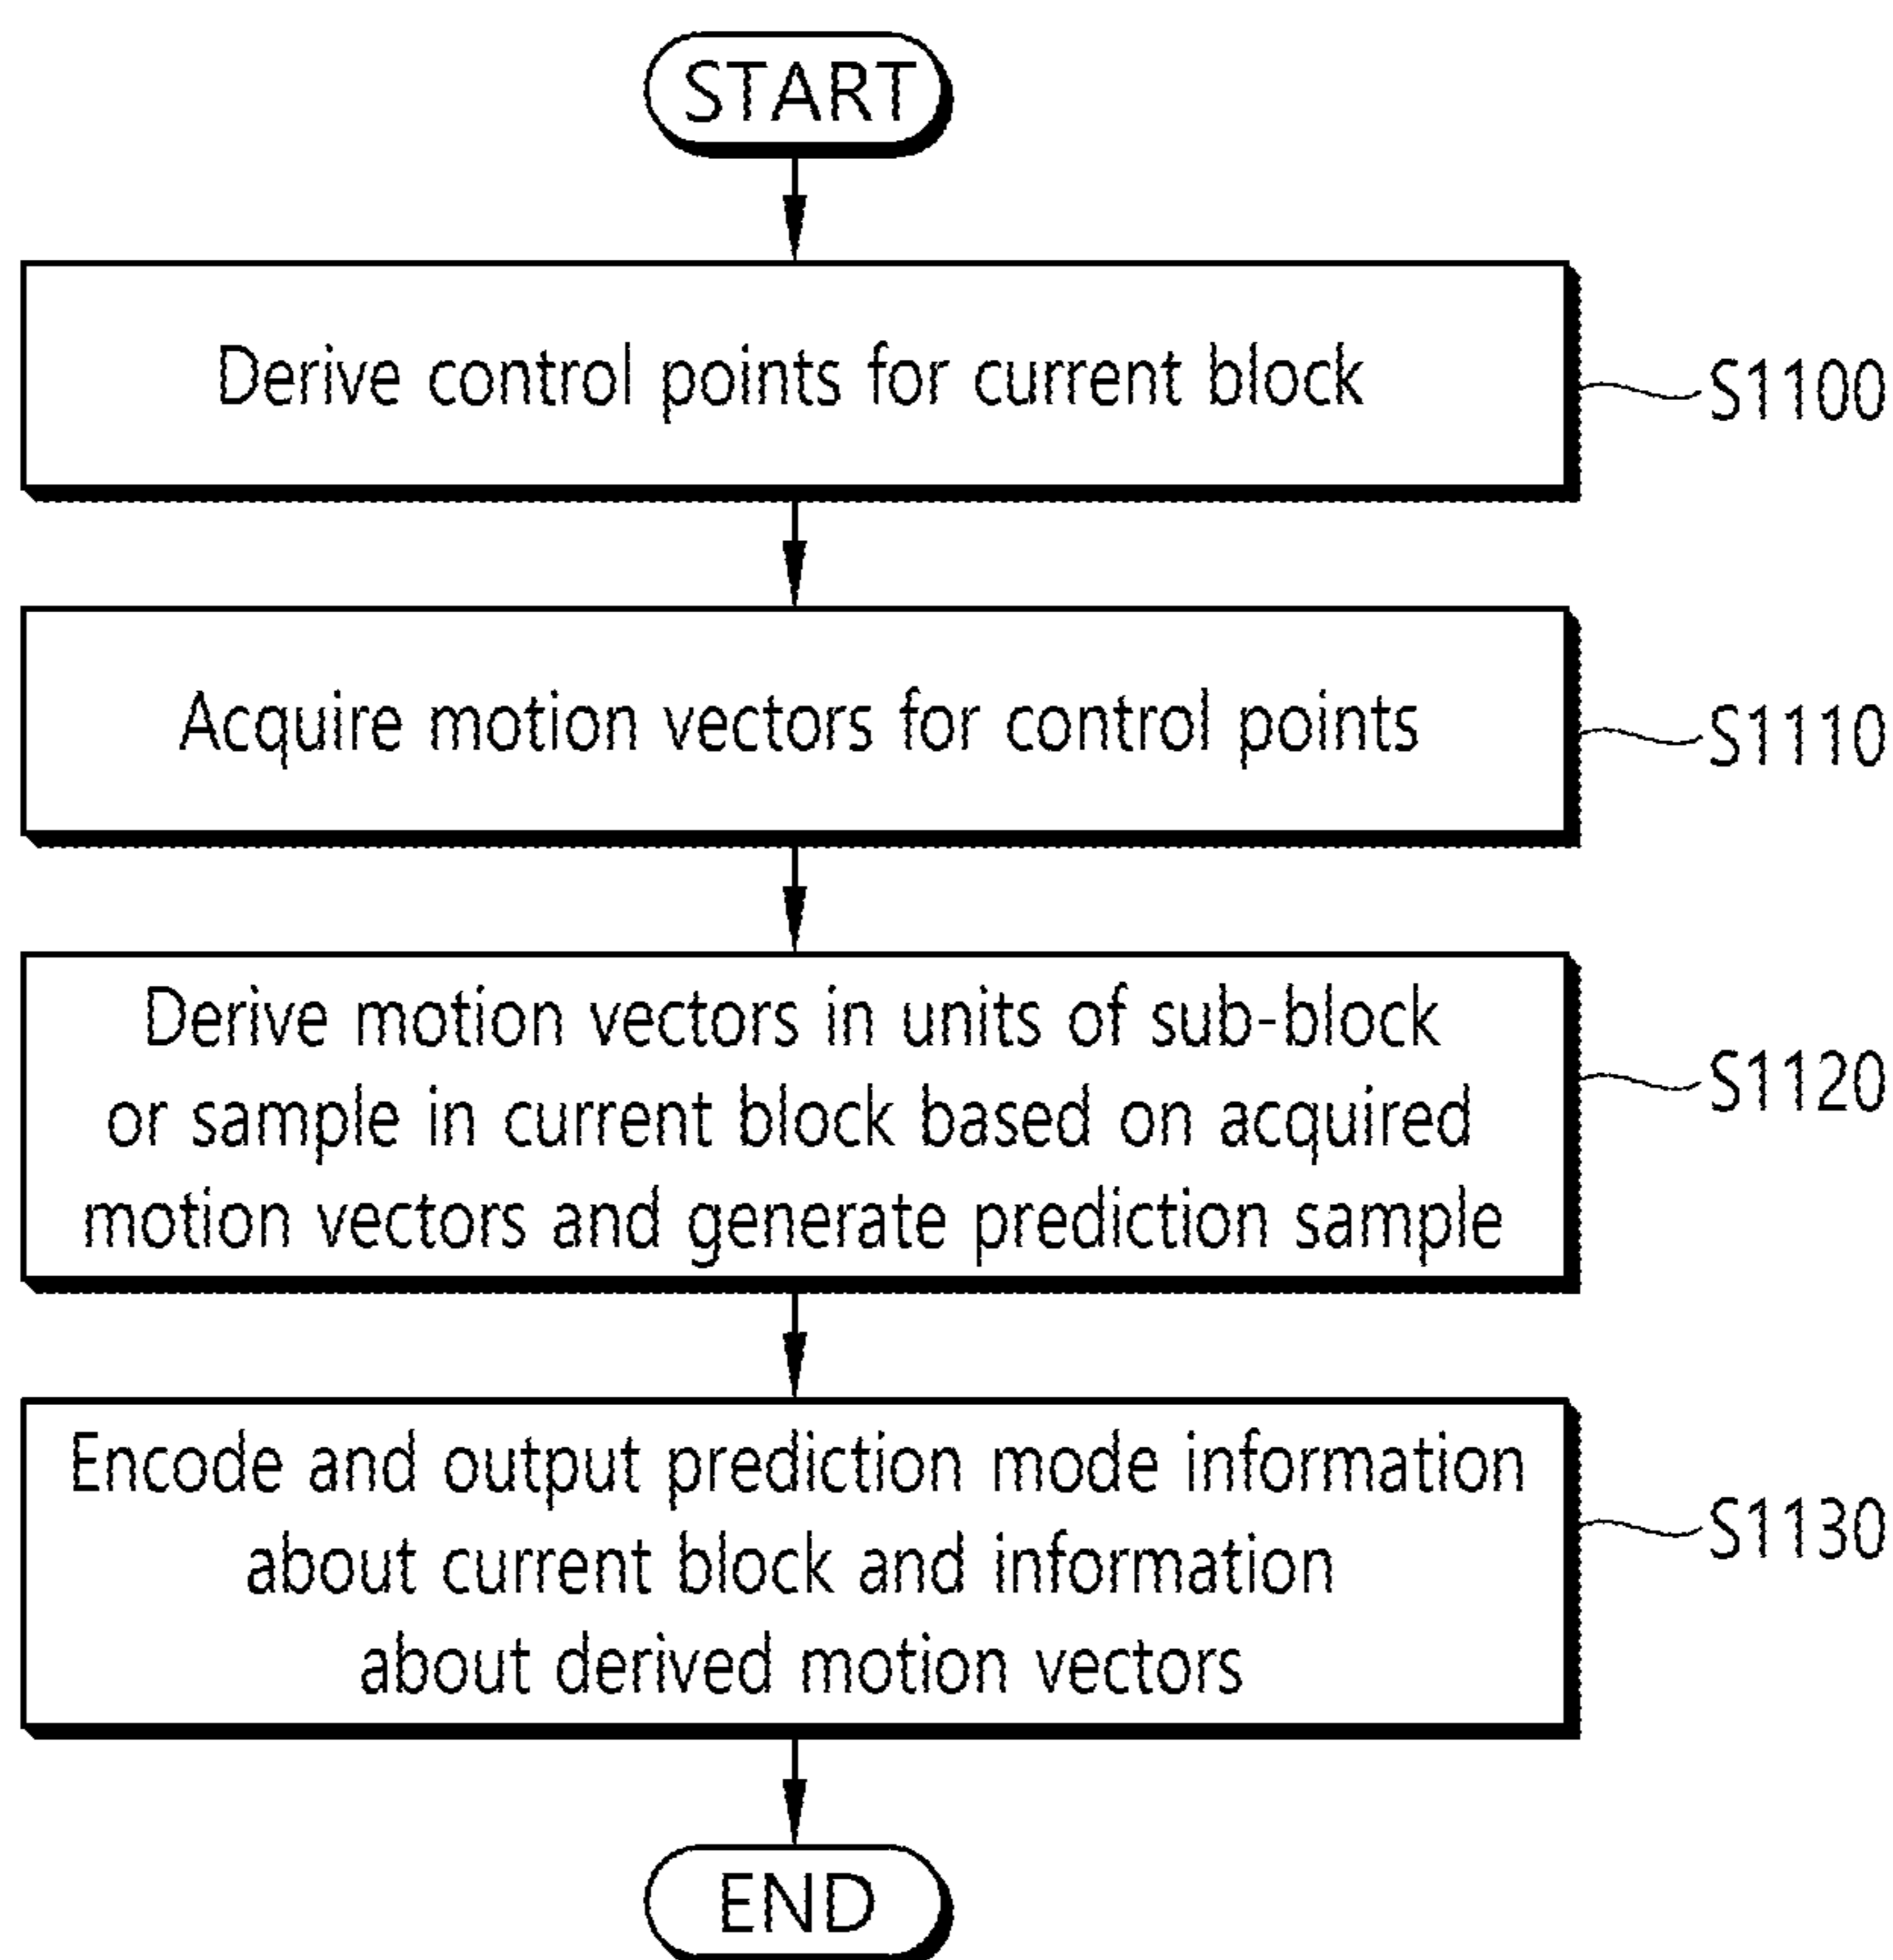 START
Derive control points for current block
S1100
Acquire motion vectors for control points
S1110
Derive motion vectors in units of sub-block
or sample in current block based on acquired
motion vectors and generate prediction sample
S1120
Encode and output prediction mode information
about current block and information
about derived motion vectors
S1130
END